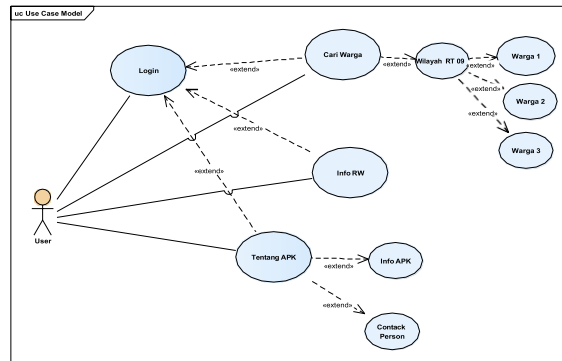 uc Use Case Model
Login
Cari Warga
Wilayah RT 09
Warga 1
Warga 2
Warga 3
«extend»
«extend»
«extend»
«extend»
«extend»
«extend»
Info RW
«extend»
User
Tentang APK
Info APK
«extend»
«extend»
Contack
Person